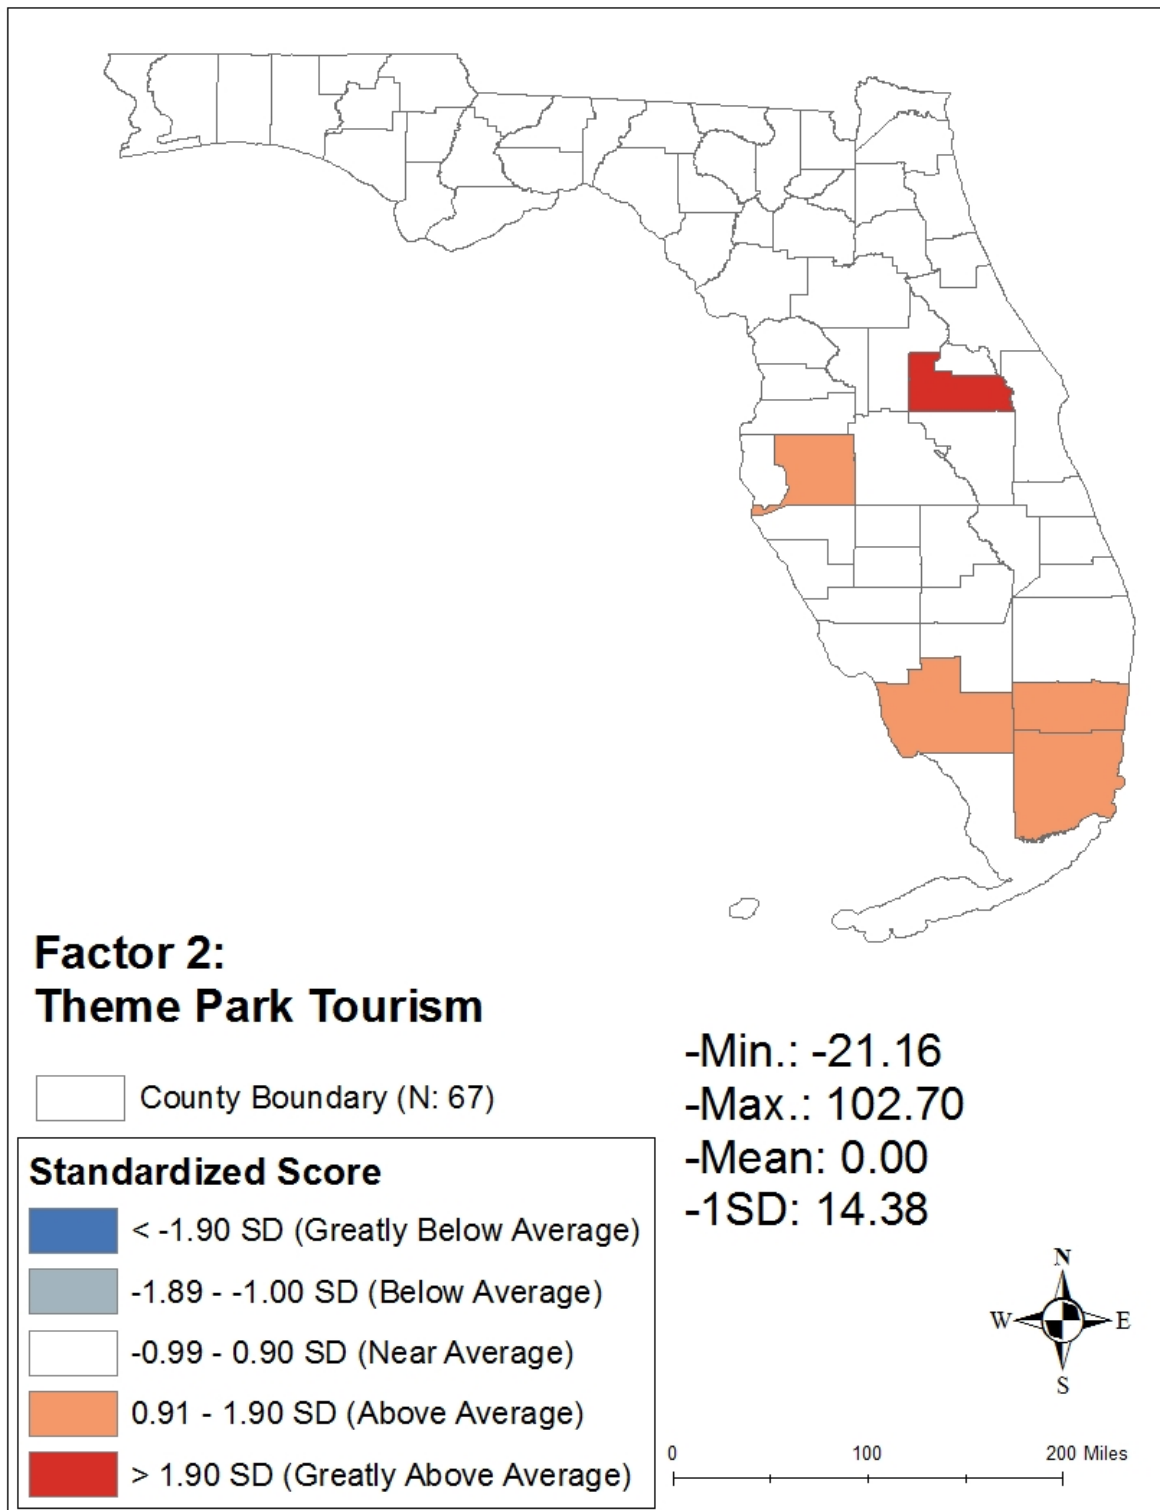 Factor 2:
Theme Park Tourism
County Boundary (N: 67)
-Min.: -21.16
-Max.: 102.70
-Mean: 0.00
-1SD: 14.38
Standardized Score
< -1.90 SD (Greatly Below Average)
-1.89 - -1.00 SD (Below Average)
-0.99 - 0.90 SD (Near Average)
0.91 - 1.90 SD (Above Average)
> 1.90 SD (Greatly Above Average)
N
W E
S
0 100 200 Miles